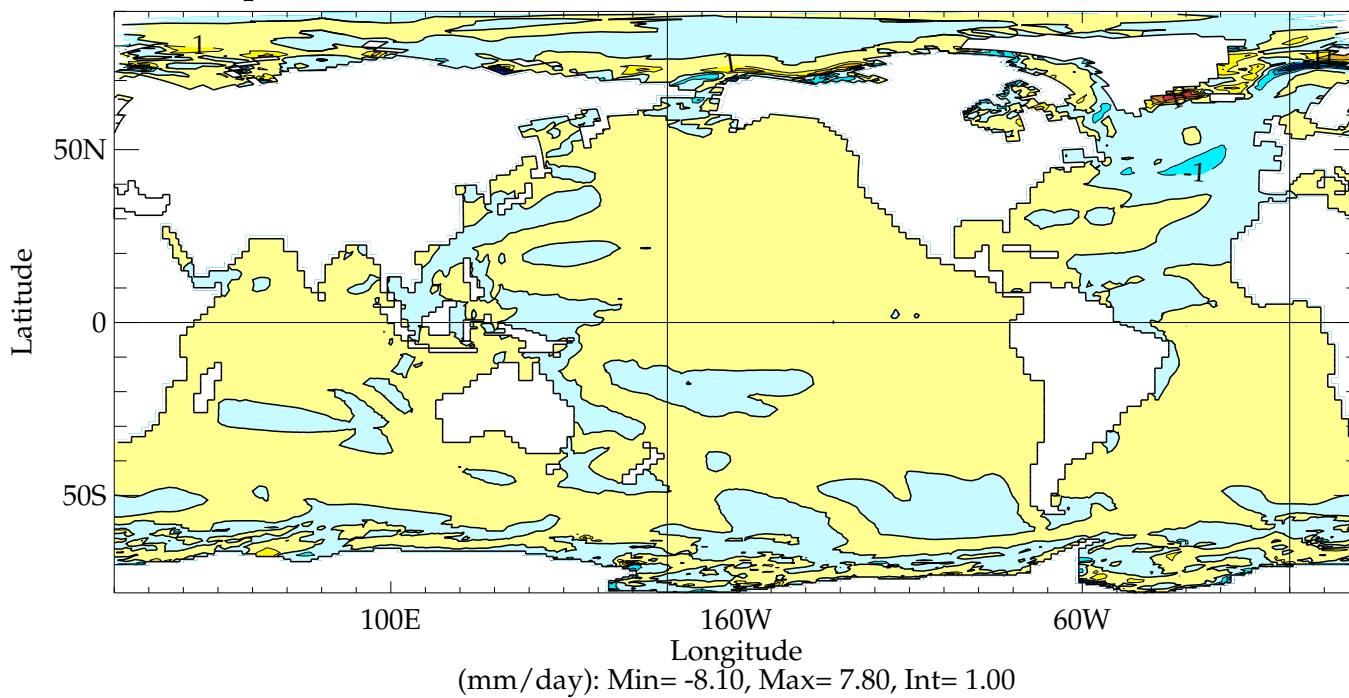 1
1
50N
-1
Latitude
0
50S
100E
160W
60W
Longitude
(mm/day): Min= -8.10, Max= 7.80, Int= 1.00